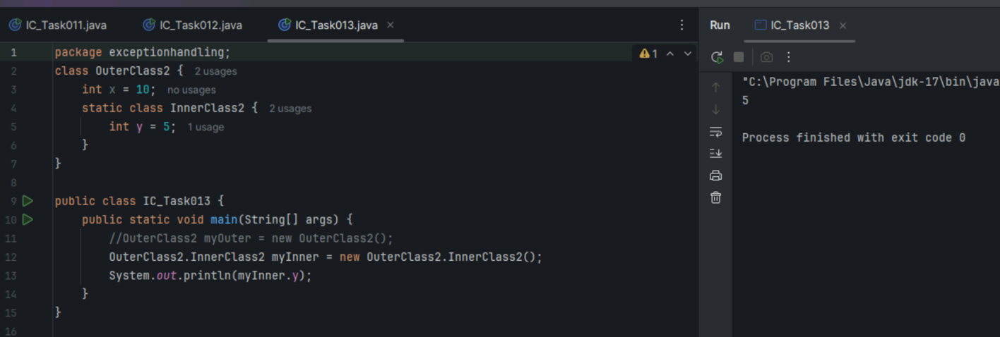 IC_Task011.java IC_Task012.java IC_Task013.java ×
1 package exceptionhandling;
⚠1
2 class OuterClass2 { 2 usages
3 int x = 10; no usages
4 static class InnerClass2 { 2 usages
5 int y = 5; 1 usage
6 }
7 }
8
9 public class IC_Task013 {
10 public static void main(String[] args) {
11 //OuterClass2 myOuter = new OuterClass2();
12 OuterClass2.InnerClass2 myInner = new OuterClass2.InnerClass2();
13 System.out.println(myInner.y);
14 }
15 }
16
Run IC_Task013 ×
"C:\Program Files\Java\jdk-17\bin\java
5
Process finished with exit code 0